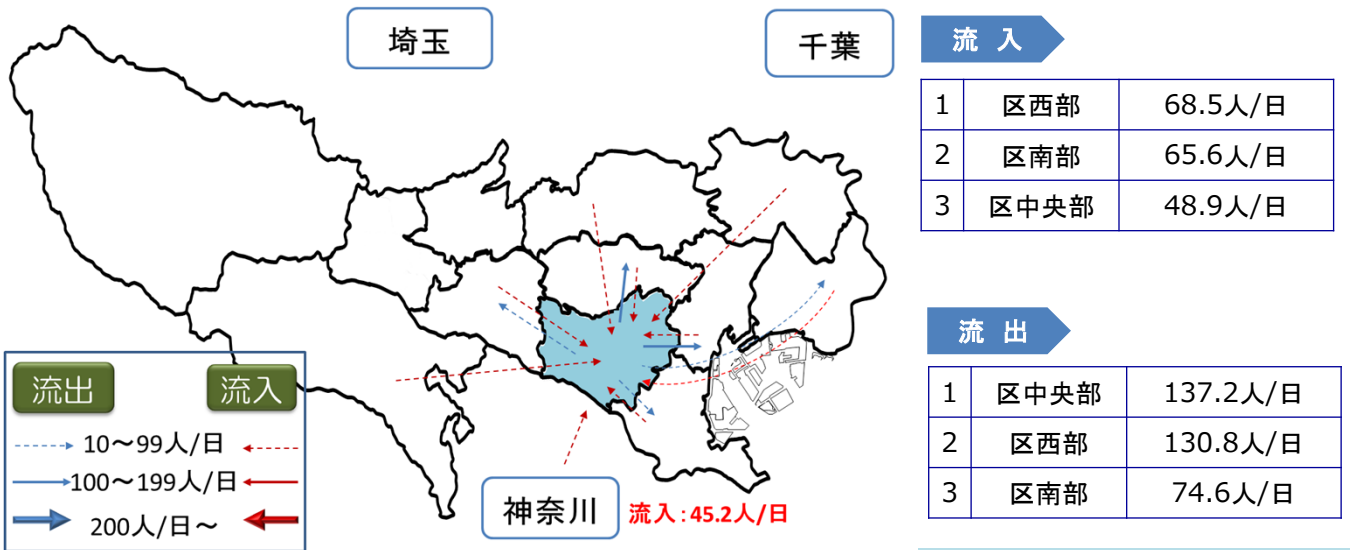 埼玉
千葉
流入
1 区西部 68.5人/日
2 区南部 65.6人/日
3 区中央部 48.9人/日
流出
1 区中央部 137.2人/日
2 区西部 130.8人/日
3 区南部 74.6人/日
流出 流入
10〜99人/日
100〜199人/日
200人/日〜
神奈川
流入:45.2人/日